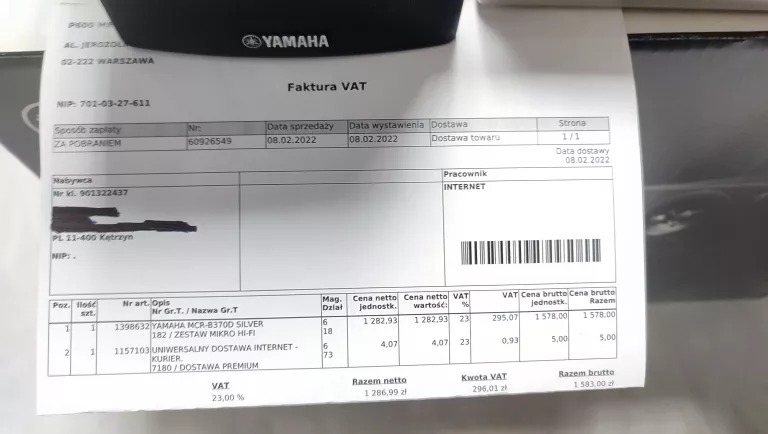 YAMAHA
AL. JEROZOL
02-222 WARSZAWA
Faktura VAT
NIP: 701-03-27-611
Sposób zapłaty Nr: Data sprzedaży Data wystawienia Dostawa Strona
ZA POBRANIEM 60926549 08.02.2022 08.02.2022 Dostawa towaru 1 / 1
Data dostawy
08.02.2022
Nabywca Pracownik
Nr kl. 901322437 INTERNET
PL 11-400 Kętrzyn
NIP: .
Poz. Ilość szt. Nr art. Opis Mag. Cena netto Cena netto VAT VAT Cena brutto Cena brutto
Nr Gr.T. / Nazwa Gr.T Dział jednostk. wartość: % jednostk. Razem
1 1 1398632 YAMAHA MCR-B370D SILVER 6 1 282,93 1 282,93 23 295,07 1 578,00 1 578,00
182 / ZESTAW MIKRO HI-FI 18
2 1 1157103 UNIWERSALNY DOSTAWA INTERNET - 6 4,07 4,07 23 0,93 5,00 5,00
KURIER. 73
7180 / DOSTAWA PREMIUM
VAT Razem netto Kwota VAT Razem brutto
23,00 % 1 286,99 zł 296,01 zł 1 583,00 zł